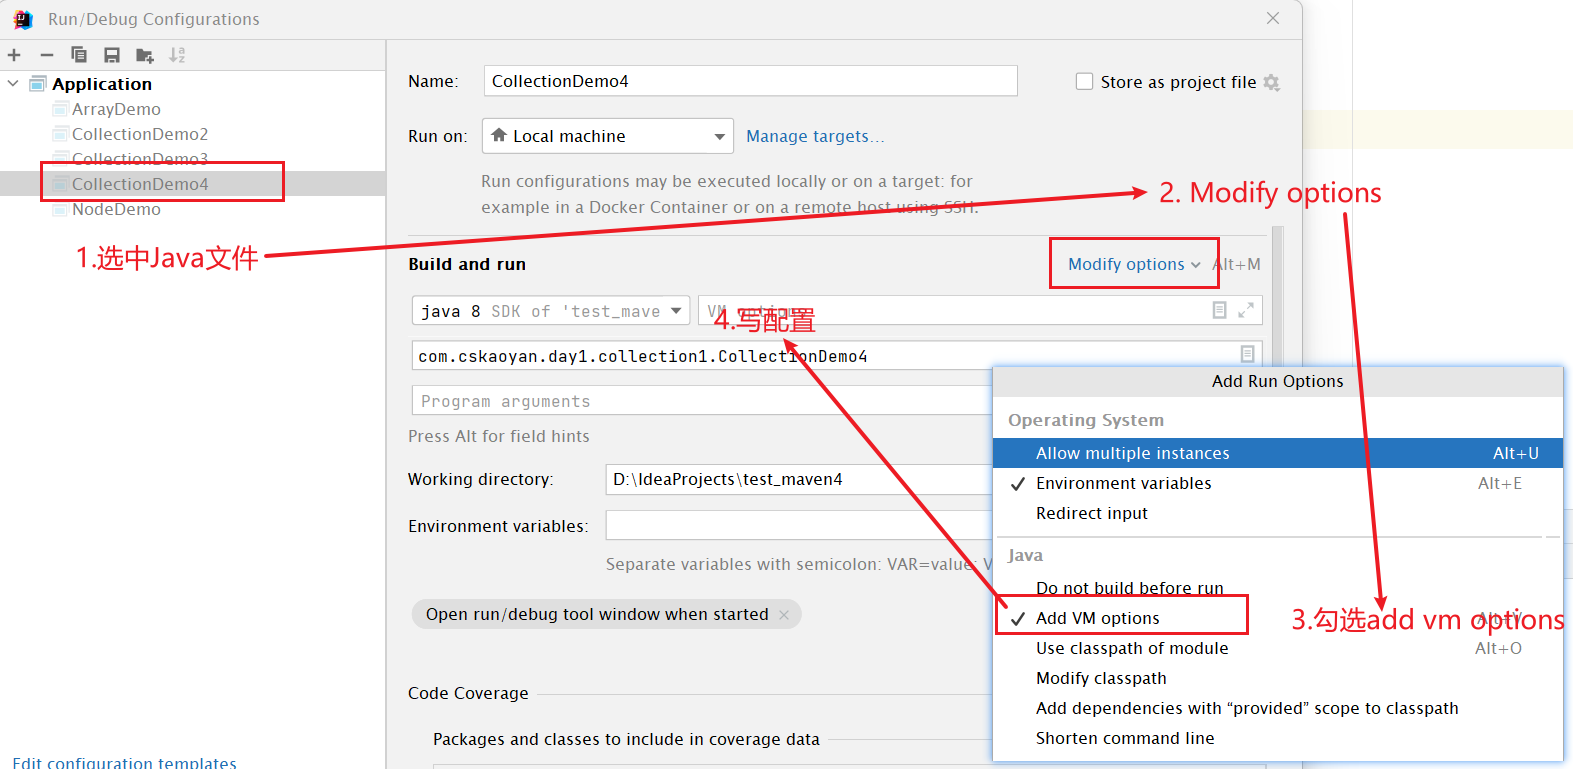 Run/Debug Configurations
Application
ArrayDemo
CollectionDemo2
CollectionDemo3
CollectionDemo4
NodeDemo
1.选中Java文件
Edit configuration templates
Name:
CollectionDemo4
Store as project file
Run on:
Local machine
Manage targets...
Run configurations may be executed locally or on a target: for
example in a Docker Container or on a remote host using SSH.
2. Modify options
Build and run
Modify options
Alt+M
java 8 SDK of 'test_mave
VM options
4.写配置
com.cskaoyan.day1.collection1.CollectionDemo4
Program arguments
Press Alt for field hints
Working directory:
D:\IdeaProjects\test_maven4
Environment variables:
Separate variables with semicolon: VAR=value; V
Open run/debug tool window when started
Code Coverage
Packages and classes to include in coverage data
Add Run Options
Operating System
Allow multiple instances Alt+U
Environment variables Alt+E
Redirect input
Java
Do not build before run
Add VM options Alt+V
3.勾选add vm options
Use classpath of module Alt+O
Modify classpath
Add dependencies with “provided” scope to classpath
Shorten command line